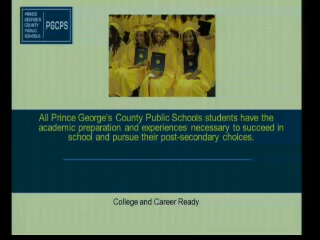 PRINCE
GEORGE'S
COUNTY
PUBLIC
SCHOOLS
PGCPS
All Prince George's County Public Schools students have the
academic preparation and experiences necessary to succeed in
school and pursue their post-secondary choices.
College and Career Ready